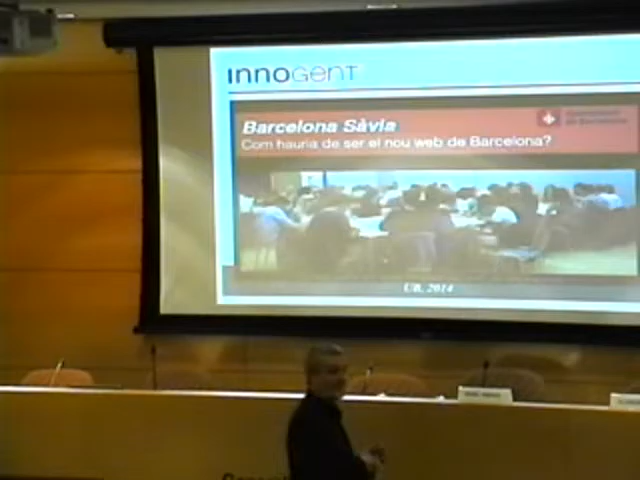 INNOGENT
Barcelona Sàvia
Com hauria de ser el nou web de Barcelona?
UB, 2014